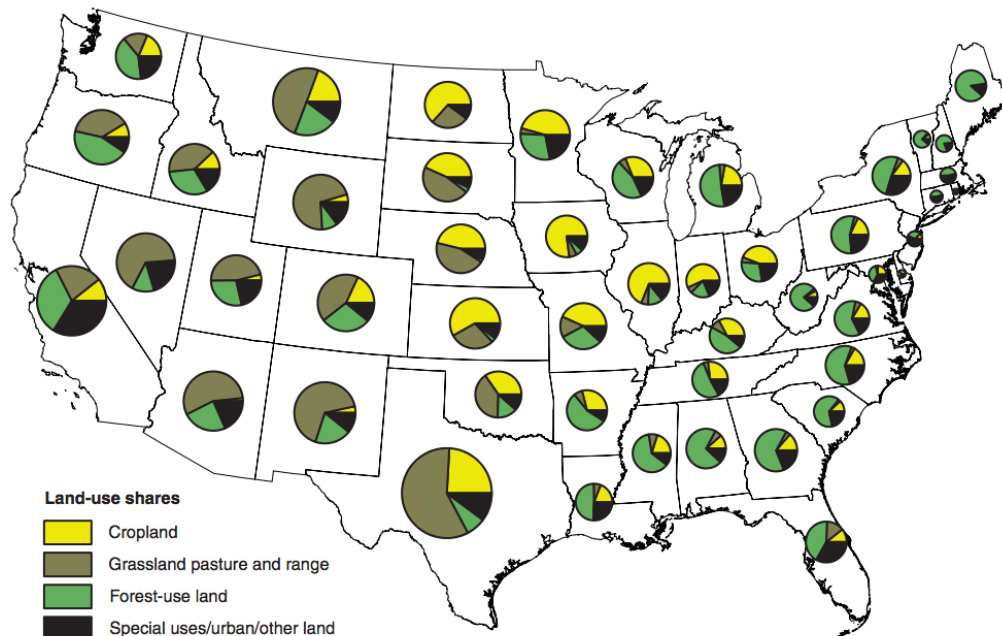 Land-use shares
Cropland
Grassland pasture and range
Forest-use land
Special uses/urban/other land